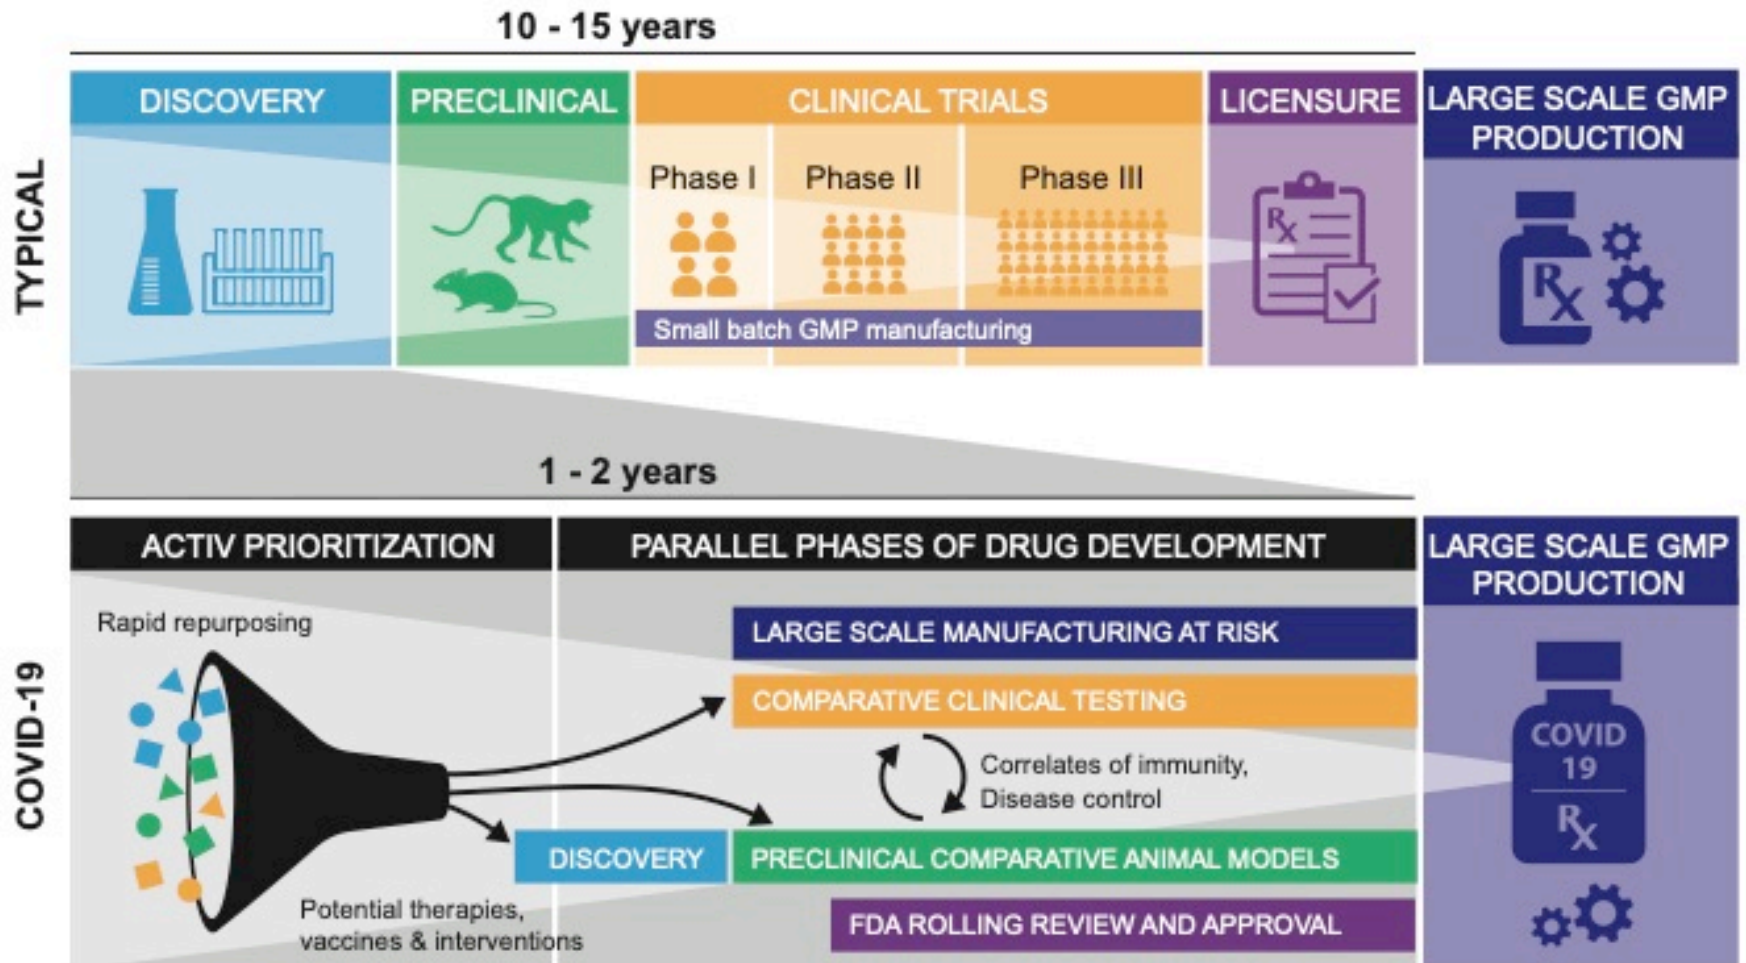 10 - 15 years
TYPICAL
DISCOVERY
PRECLINICAL
CLINICAL TRIALS
LICENSURE
LARGE SCALE GMP
PRODUCTION
Phase I
Phase II
Phase III
Rx
Rx
Small batch GMP manufacturing
1 - 2 years
COVID-19
ACTIV PRIORITIZATION
PARALLEL PHASES OF DRUG DEVELOPMENT
LARGE SCALE GMP
PRODUCTION
Rapid repurposing
LARGE SCALE MANUFACTURING AT RISK
COMPARATIVE CLINICAL TESTING
Correlates of immunity,
Disease control
DISCOVERY
PRECLINICAL COMPARATIVE ANIMAL MODELS
FDA ROLLING REVIEW AND APPROVAL
Potential therapies,
vaccines & interventions
COVID
19
Rx